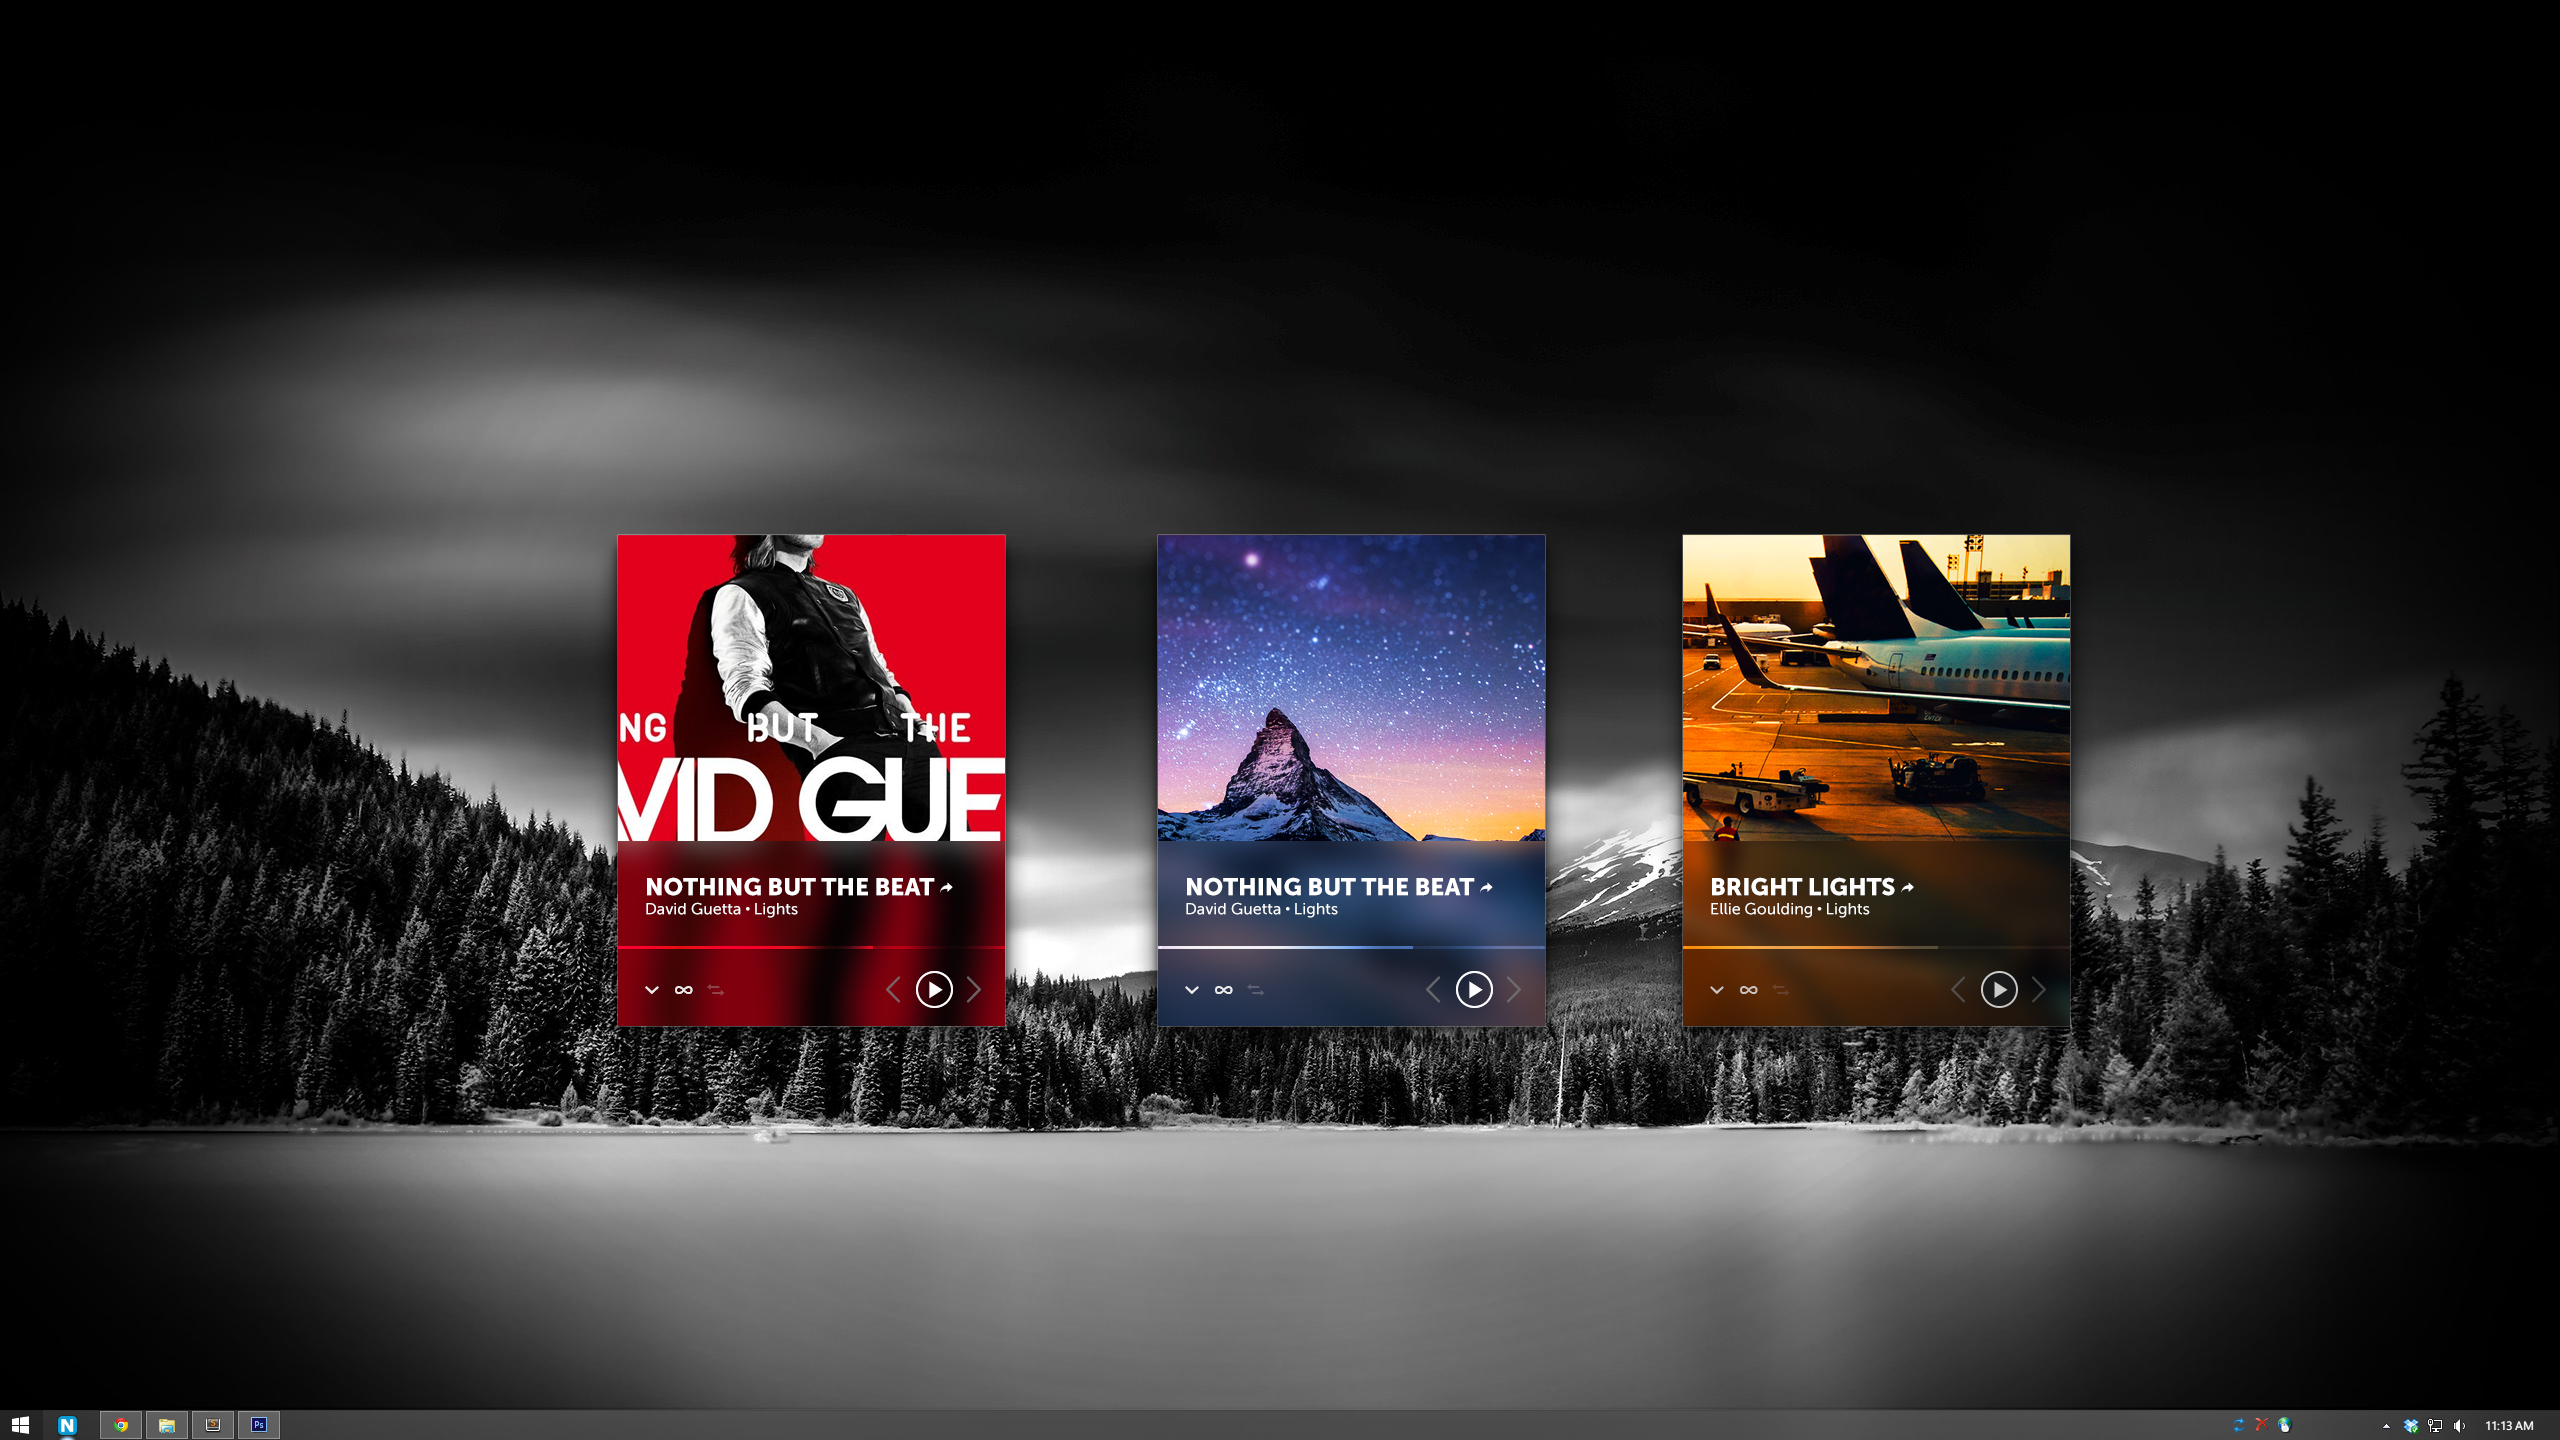 NG BUT THE
VID GUE
NOTHING BUT THE BEAT
David Guetta • Lights
NOTHING BUT THE BEAT
David Guetta • Lights
BRIGHT LIGHTS
Ellie Goulding • Lights
N
S
Ps
11:13 AM